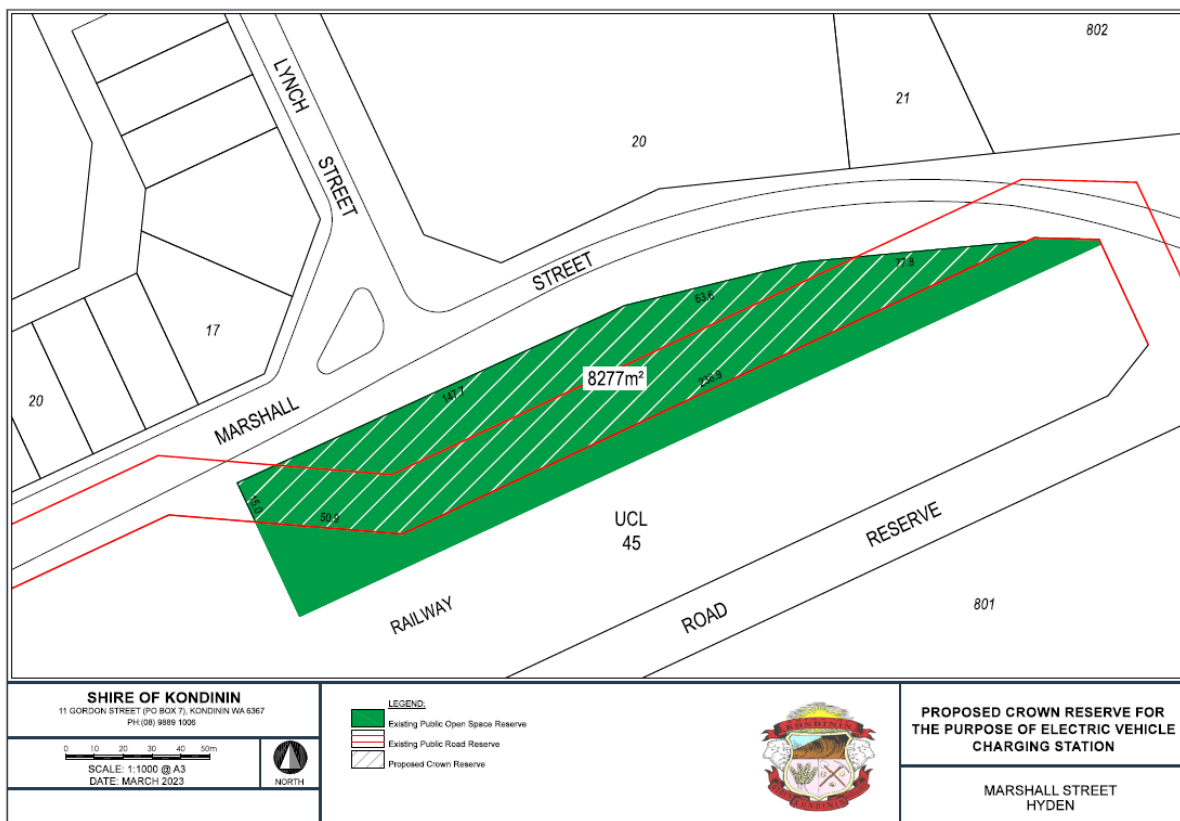 802
LYNCH
STREET
21
20
STREET
77.8
63.6
17
8277m²
238.9
147.7
20
MARSHALL
15.0
50.9
UCL
45
RESERVE
RAILWAY
ROAD
801
SHIRE OF KONDININ
11 GORDON STREET (PO BOX 7), KONDININ WA 6367
PH:(08) 9889 1006
0 10 20 30 40 50m
SCALE: 1:1000 @ A3
DATE: MARCH 2023
NORTH
LEGEND:
Existing Public Open Space Reserve
Existing Public Road Reserve
Proposed Crown Reserve
KONDININ
KONDININ
PROPOSED CROWN RESERVE FOR
THE PURPOSE OF ELECTRIC VEHICLE
CHARGING STATION
MARSHALL STREET
HYDEN